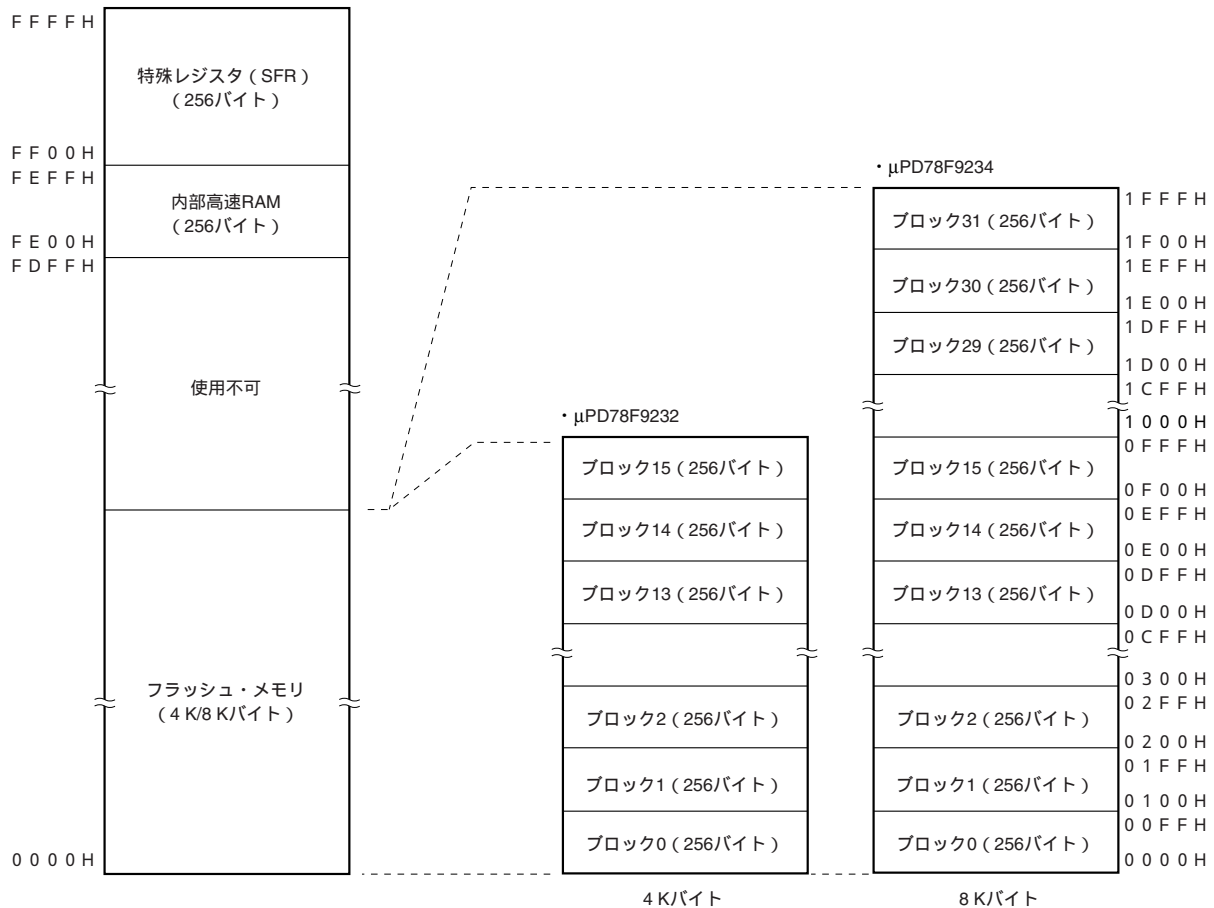 FFFFH
特殊レジスタ（SFR）
（256バイト）
FF00H
FEFFH
内部高速RAM
（256バイト）
FE00H
FDFFH
使用不可
フラッシュ・メモリ
（4 K/8 Kバイト）
0000H
・μPD78F9232
ブロック15（256バイト）
ブロック14（256バイト）
ブロック13（256バイト）
ブロック2（256バイト）
ブロック1（256バイト）
ブロック0（256バイト）
4 Kバイト
・μPD78F9234
ブロック31（256バイト）
ブロック30（256バイト）
ブロック29（256バイト）
ブロック15（256バイト）
ブロック14（256バイト）
ブロック13（256バイト）
ブロック2（256バイト）
ブロック1（256バイト）
ブロック0（256バイト）
8 Kバイト
1FFFH
1F00H
1EFFH
1E00H
1DFFH
1D00H
1CFFH
1000H
0FFFH
0F00H
0EFFH
0E00H
0DFFH
0D00H
0CFFH
0300H
02FFH
0200H
01FFH
0100H
00FFH
0000H